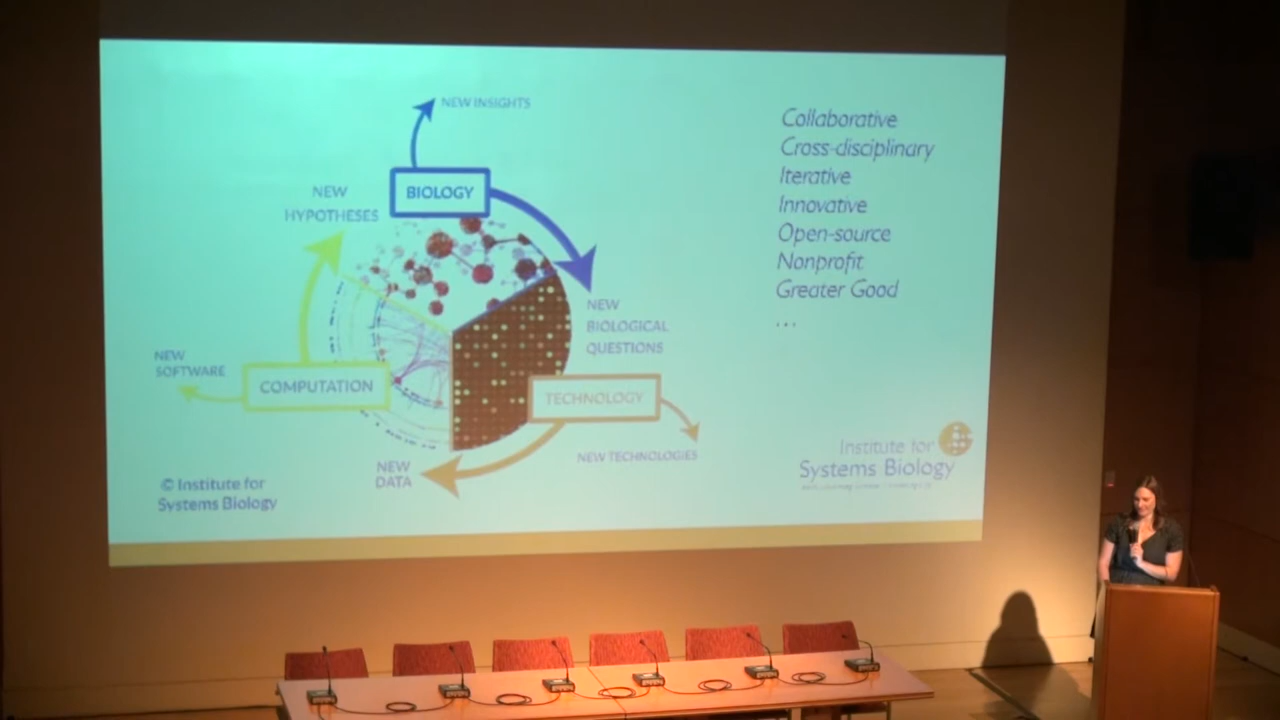 NEW INSIGHTS
BIOLOGY
NEW
HYPOTHESES
NEW
BIOLOGICAL
QUESTIONS
NEW
SOFTWARE
COMPUTATION
TECHNOLOGY
NEW TECHNOLOGIES
NEW
DATA
© Institute for
Systems Biology
Collaborative
Cross-disciplinary
Iterative
Innovative
Open-source
Nonprofit
Greater Good
...
Institute for
Systems Biology